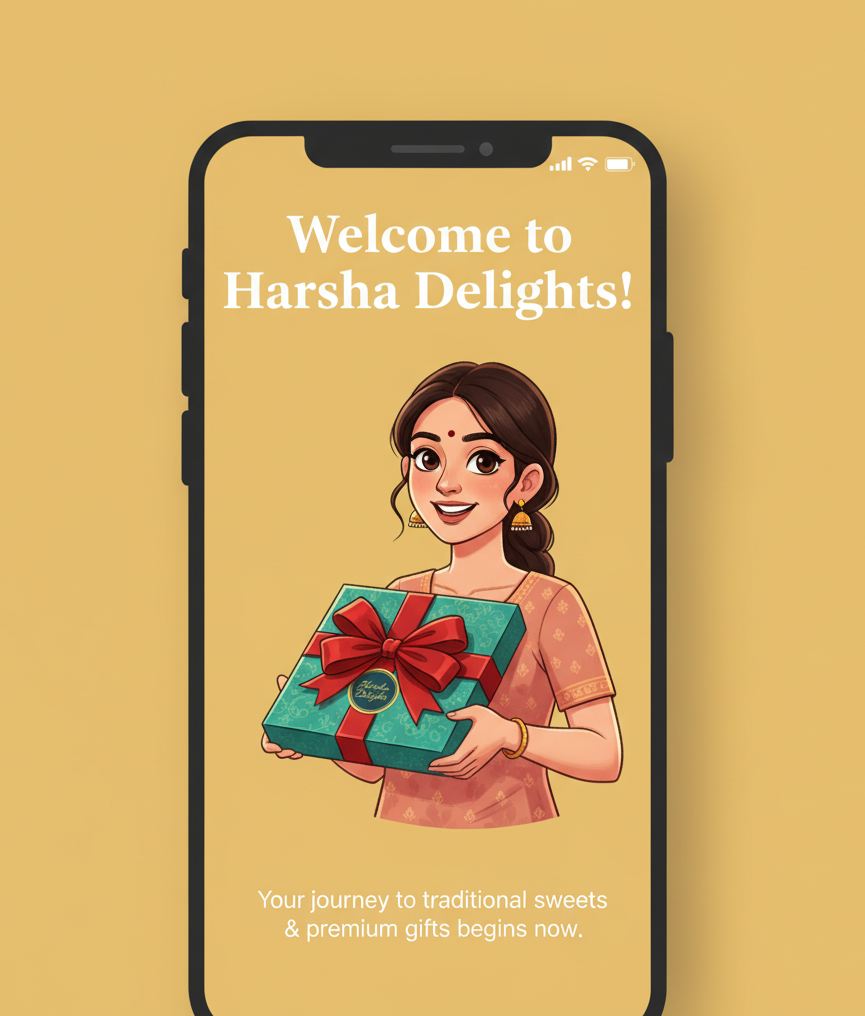 Welcome to
Harsha Delights!
Harsha
Delights
Your journey to traditional sweets
& premium gifts begins now.